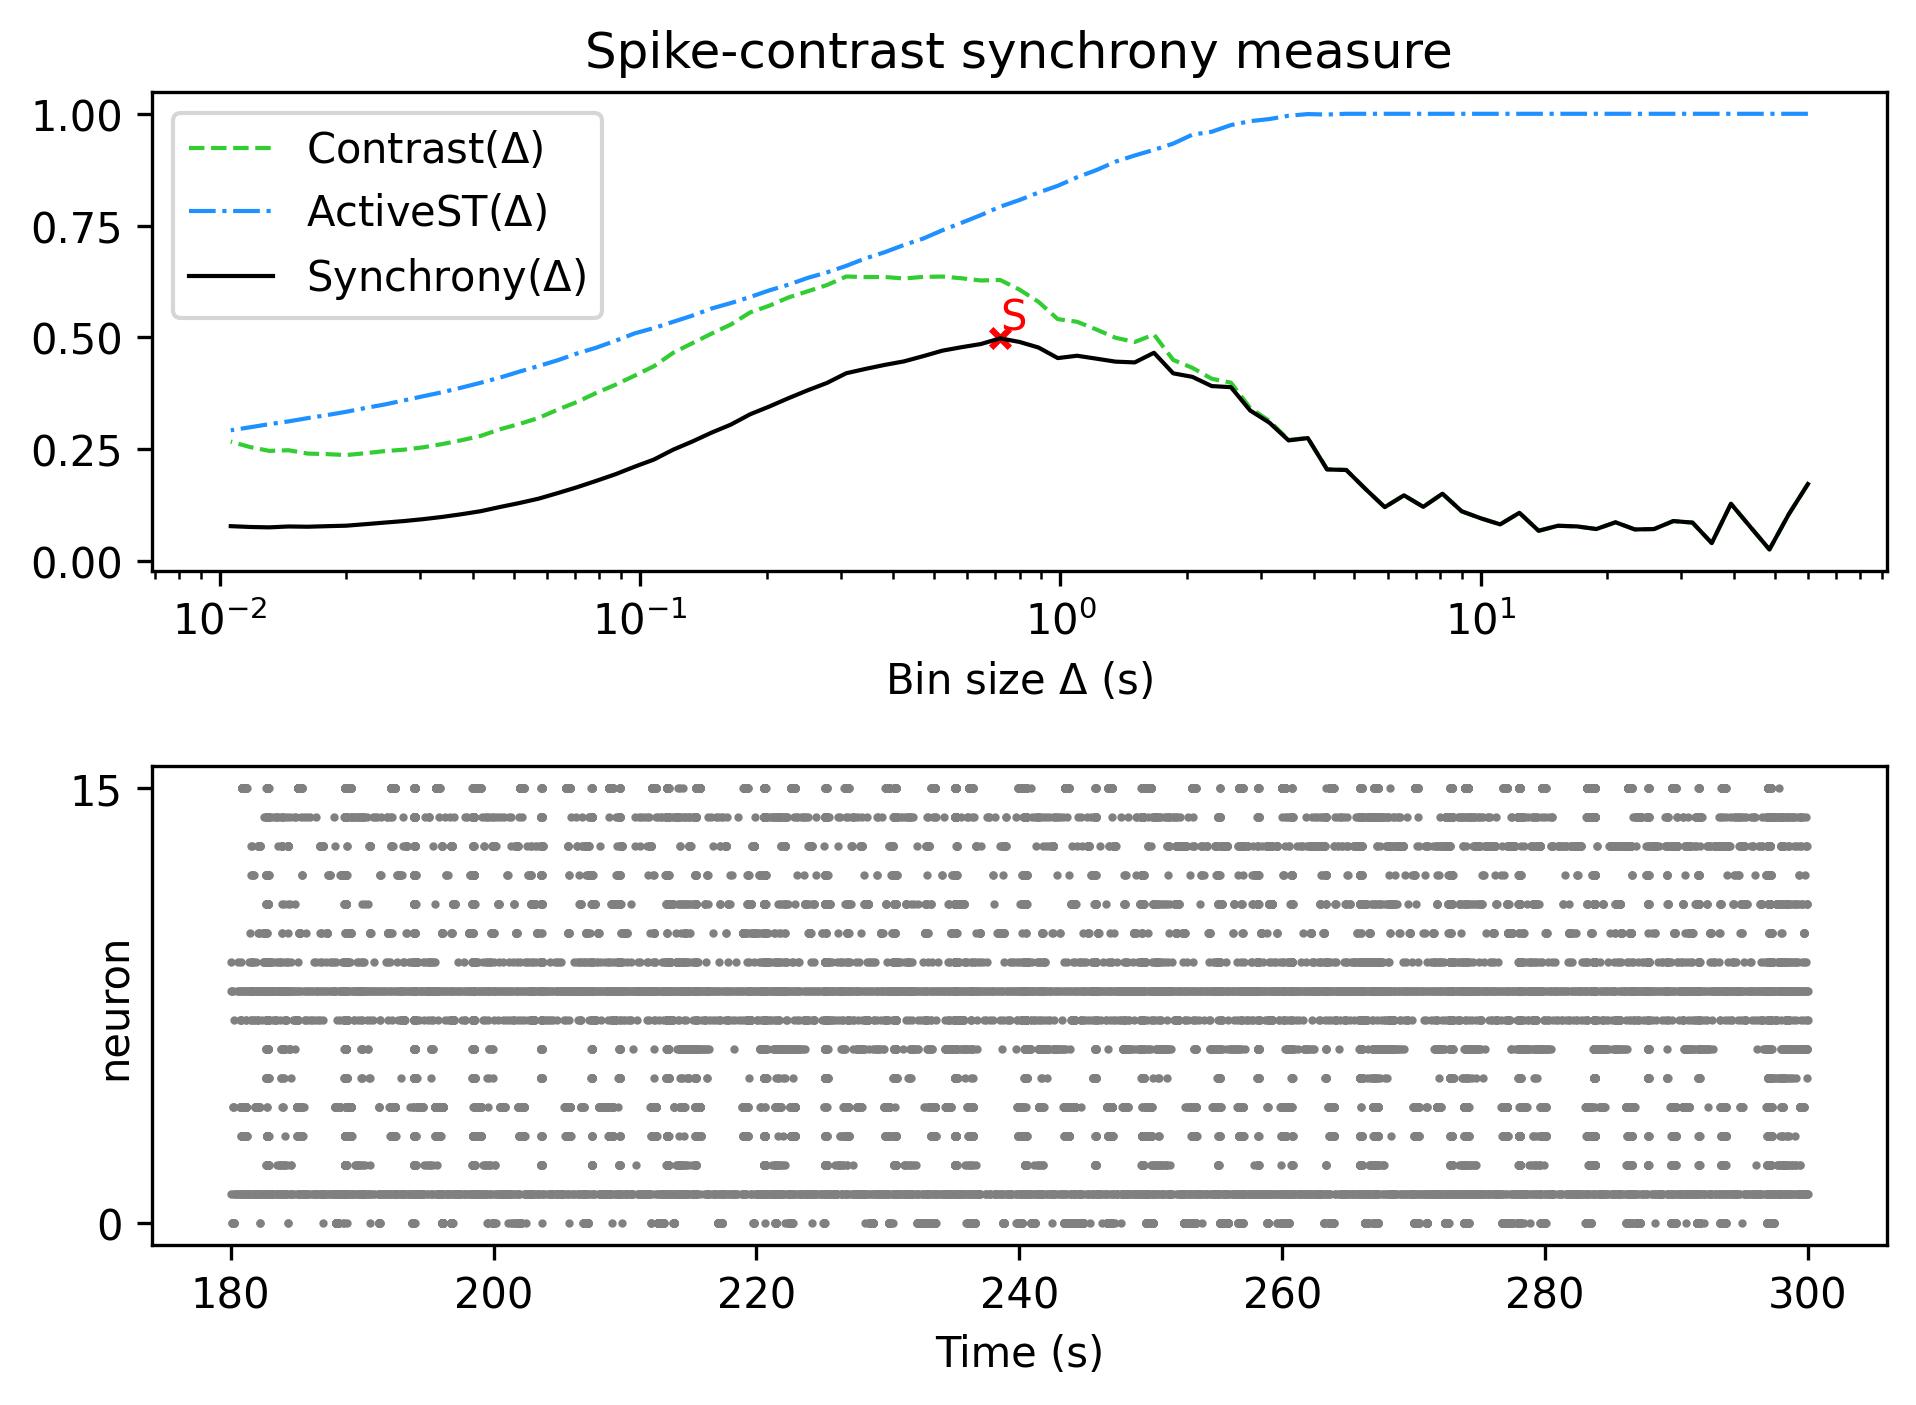 Spike-contrast synchrony measure
1.00
0.75
0.50
0.25
0.00
Contrast(Δ)
ActiveST(Δ)
Synchrony(Δ)
S
10⁻² 10⁻¹ 10⁰ 10¹
Bin size Δ (s)
15
0
neuron
180 200 220 240 260 280 300
Time (s)